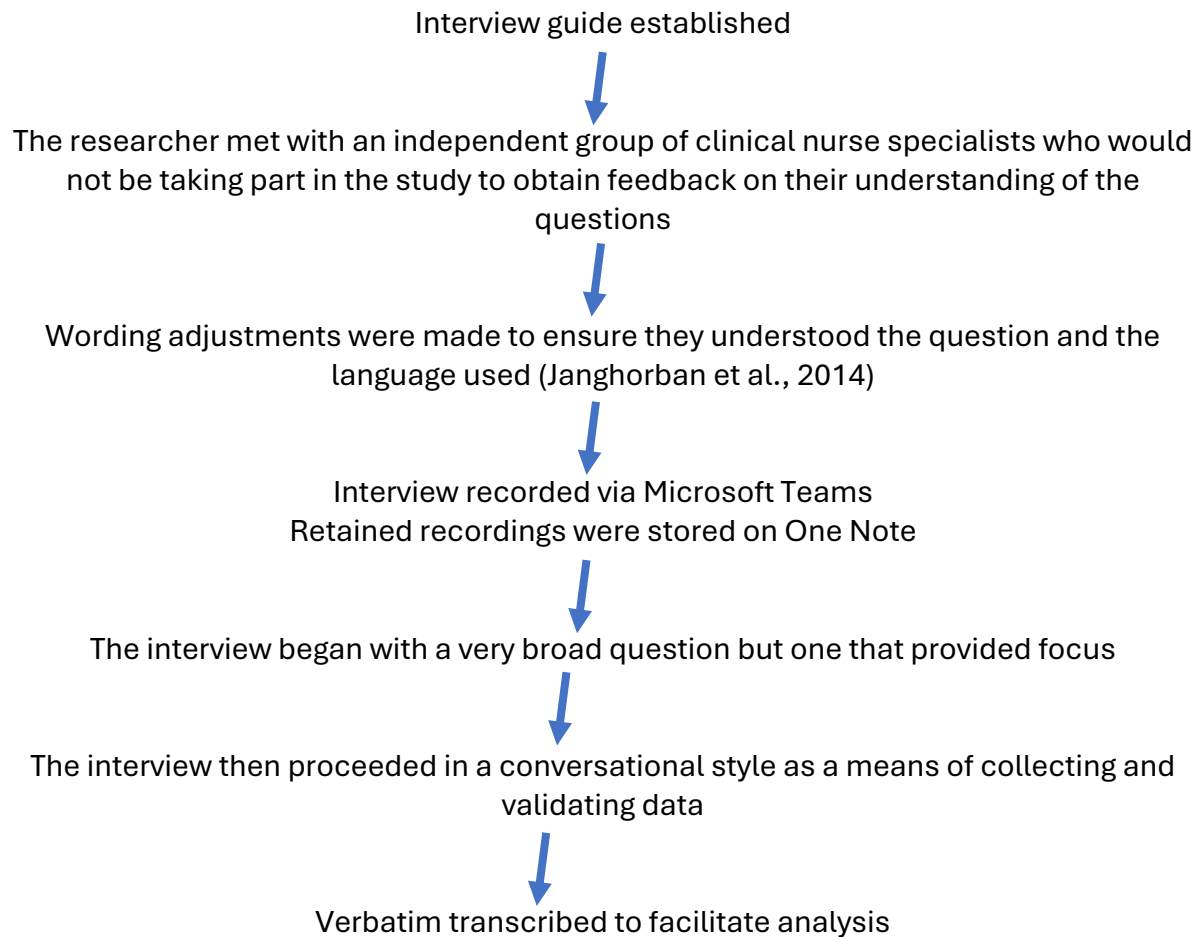 Interview guide established
The researcher met with an independent group of clinical nurse specialists who would
not be taking part in the study to obtain feedback on their understanding of the
questions
Wording adjustments were made to ensure they understood the question and the
language used (Janghorban et al., 2014)
Interview recorded via Microsoft Teams
Retained recordings were stored on One Note
The interview began with a very broad question but one that provided focus
The interview then proceeded in a conversational style as a means of collecting and
validating data
Verbatim transcribed to facilitate analysis